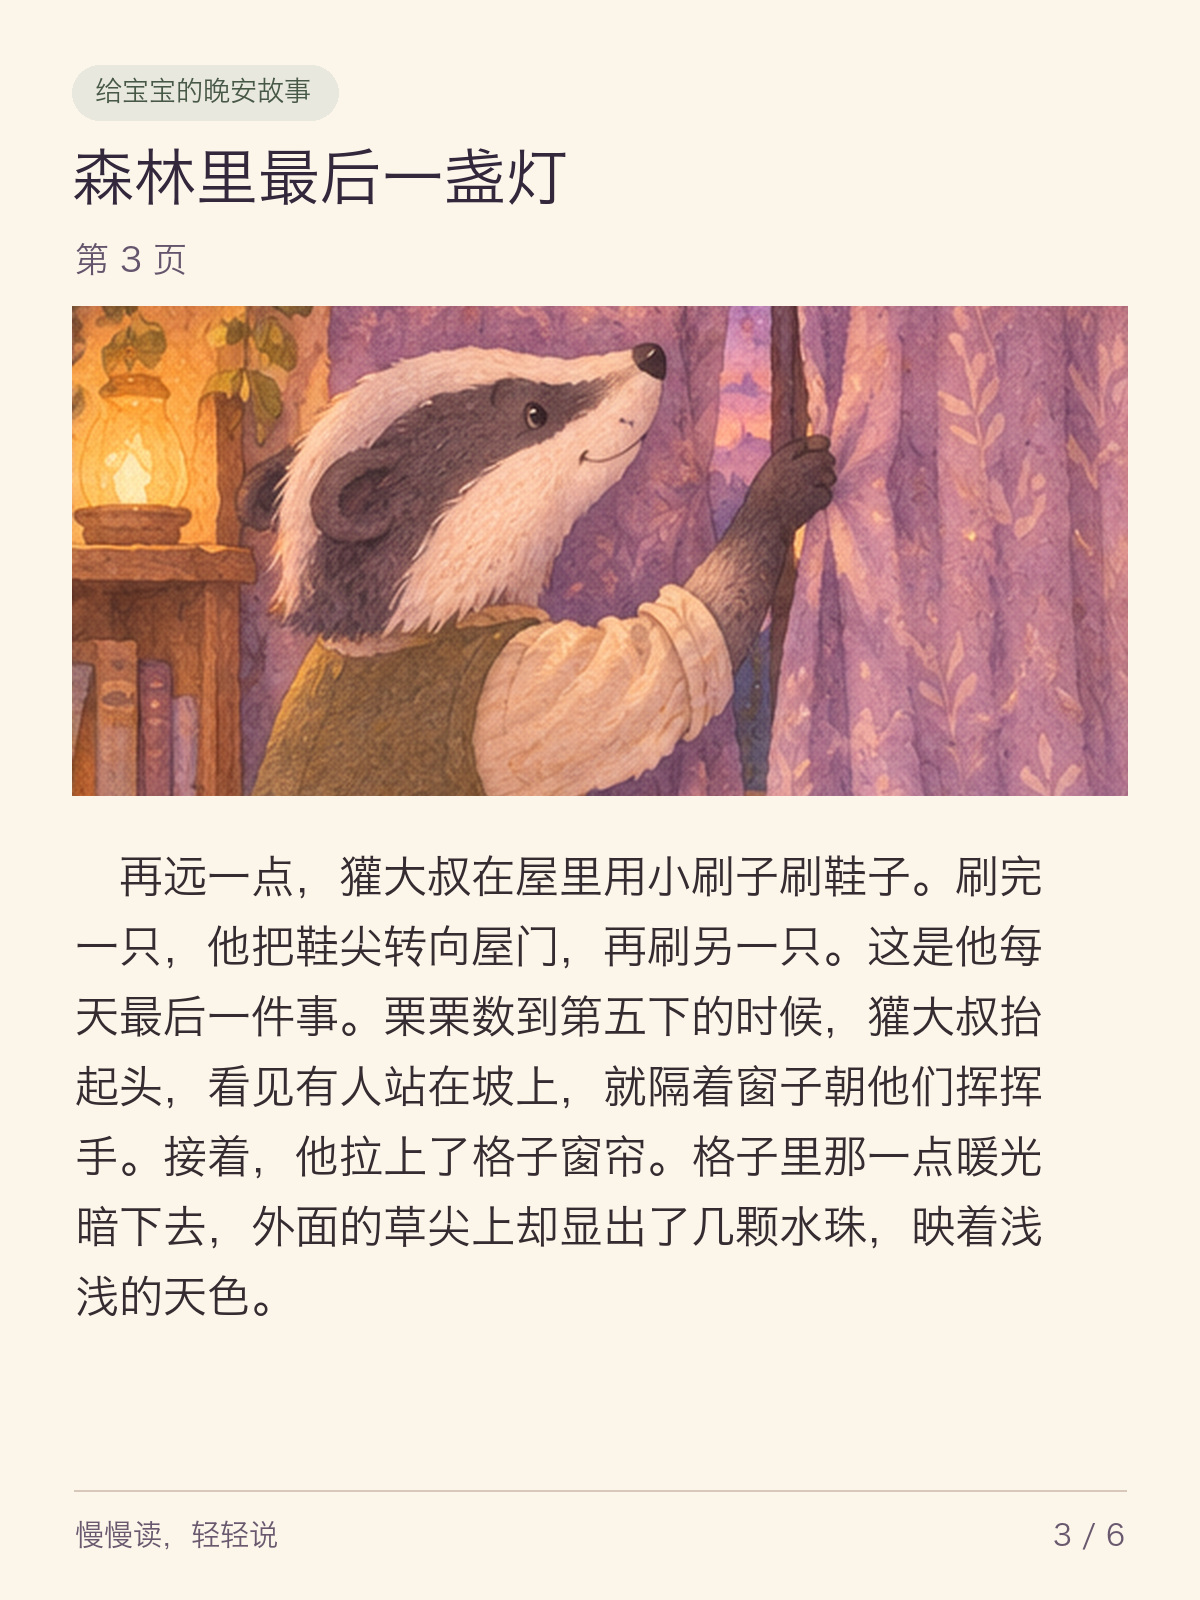 给宝宝的晚安故事
森林里最后一盏灯
第 3 页
再远一点，獾大叔在屋里用小刷子刷鞋子。刷完
一只，他把鞋尖转向屋门，再刷另一只。这是他每
天最后一件事。栗栗数到第五下的时候，獾大叔抬
起头，看见有人站在坡上，就隔着窗子朝他们挥挥
手。接着，他拉上了格子窗帘。格子里那一点暖光
暗下去，外面的草尖上却显出了几颗水珠，映着浅
浅的天色。
慢慢读，轻轻说
3 / 6